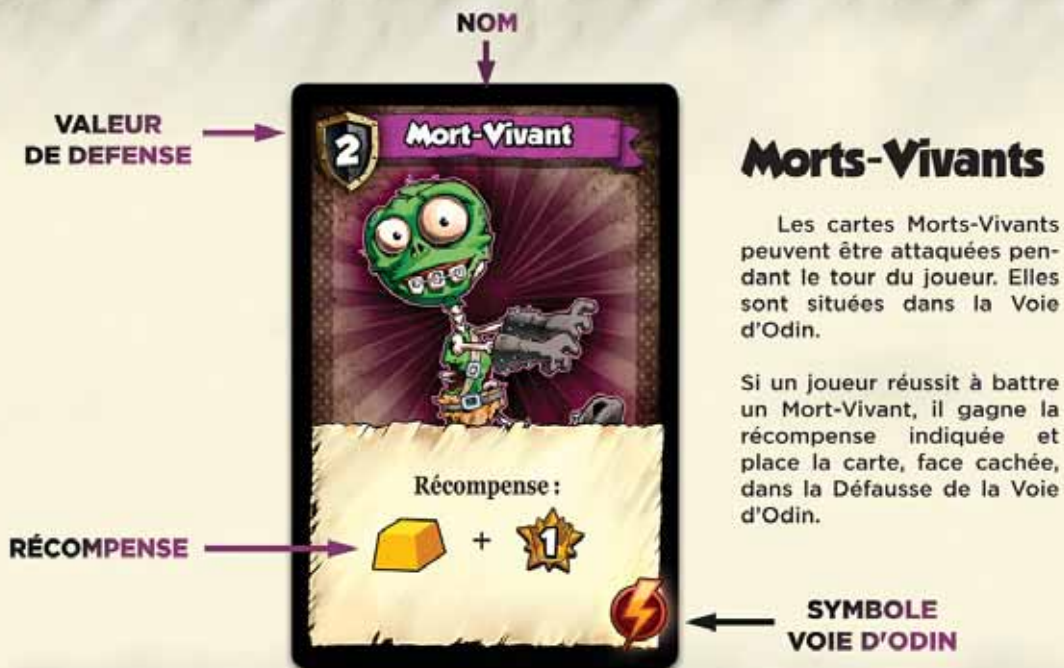 NOM
VALEUR
DE DEFENSE
2
Mort-Vivant
Récompense :
+
1
RÉCOMPENSE
Morts-Vivants
Les cartes Morts-Vivants
peuvent être attaquées pen-
dant le tour du joueur. Elles
sont situées dans la Voie
d'Odin.
Si un joueur réussit à battre
un Mort-Vivant, il gagne la
récompense indiquée et
place la carte, face cachée,
dans la Défausse de la Voie
d'Odin.
SYMBOLE
VOIE D'ODIN